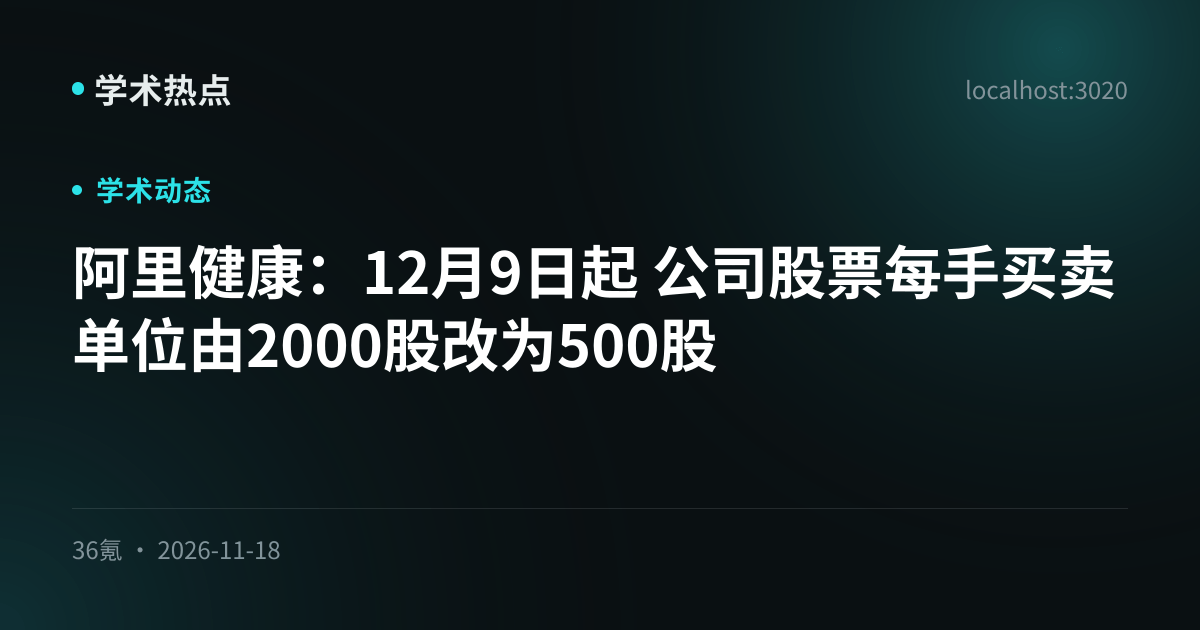 学术热点
localhost:3020
学术动态
阿里健康：12月9日起 公司股票每手买卖
单位由2000股改为500股
36氪 · 2026-11-18